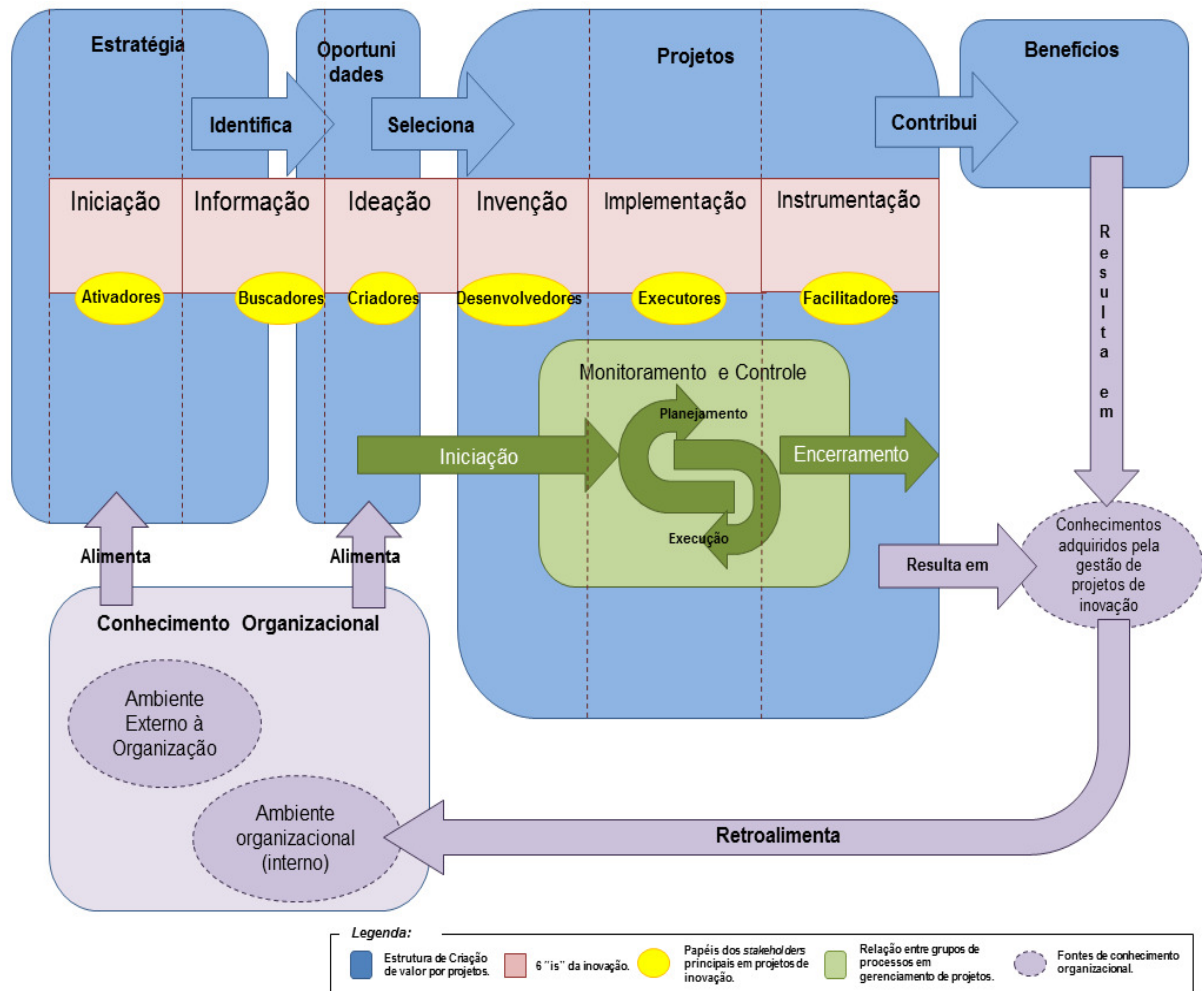 Estratégia
Oportuni
dades
Projetos
Benefícios
Identifica
Seleciona
Contribui
Iniciação
Informação
Ideação
Invenção
Implementação
Instrumentação
Ativadores
Buscadores
Criadores
Desenvolvedores
Executores
Facilitadores
Resulta em
Monitoramento e Controle
Planejamento
Iniciação
Encerramento
Execução
Alimenta
Alimenta
Resulta em
Conhecimentos
adquiridos pela
gestão de
projetos de
inovação
Conhecimento Organizacional
Ambiente
Externo à
Organização
Ambiente
organizacional
(interno)
Retroalimenta
Legenda:
Estrutura de Criação
de valor por projetos.
6 "is" da inovação.
Papéis dos stakeholders
principais em projetos de
inovação.
Relação entre grupos de
processos em
gerenciamento de projetos.
Fontes de conhecimento
organizacional.